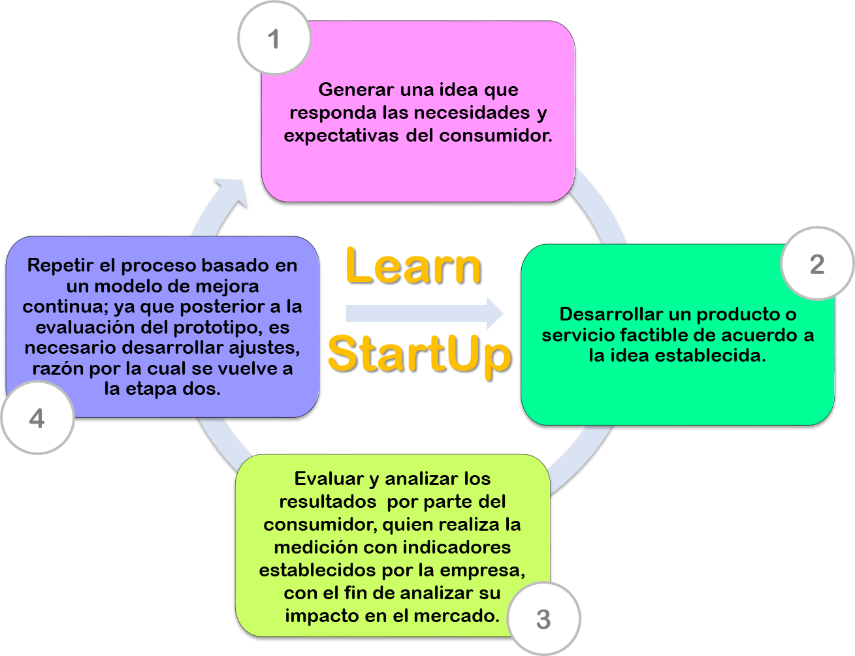 1
Generar una idea que
responda las necesidades y
expectativas del consumidor.
2
Desarrollar un producto o
servicio factible de acuerdo a
la idea establecida.
Learn
StartUp
Repetir el proceso basado en
un modelo de mejora
continua; ya que posterior a la
evaluación del prototipo, es
necesario desarrollar ajustes,
razón por la cual se vuelve a
la etapa dos.
4
Evaluar y analizar los
resultados  por parte del
consumidor, quien realiza la
medición con indicadores
establecidos por la empresa,
con el fin de analizar su
impacto en el mercado.
3